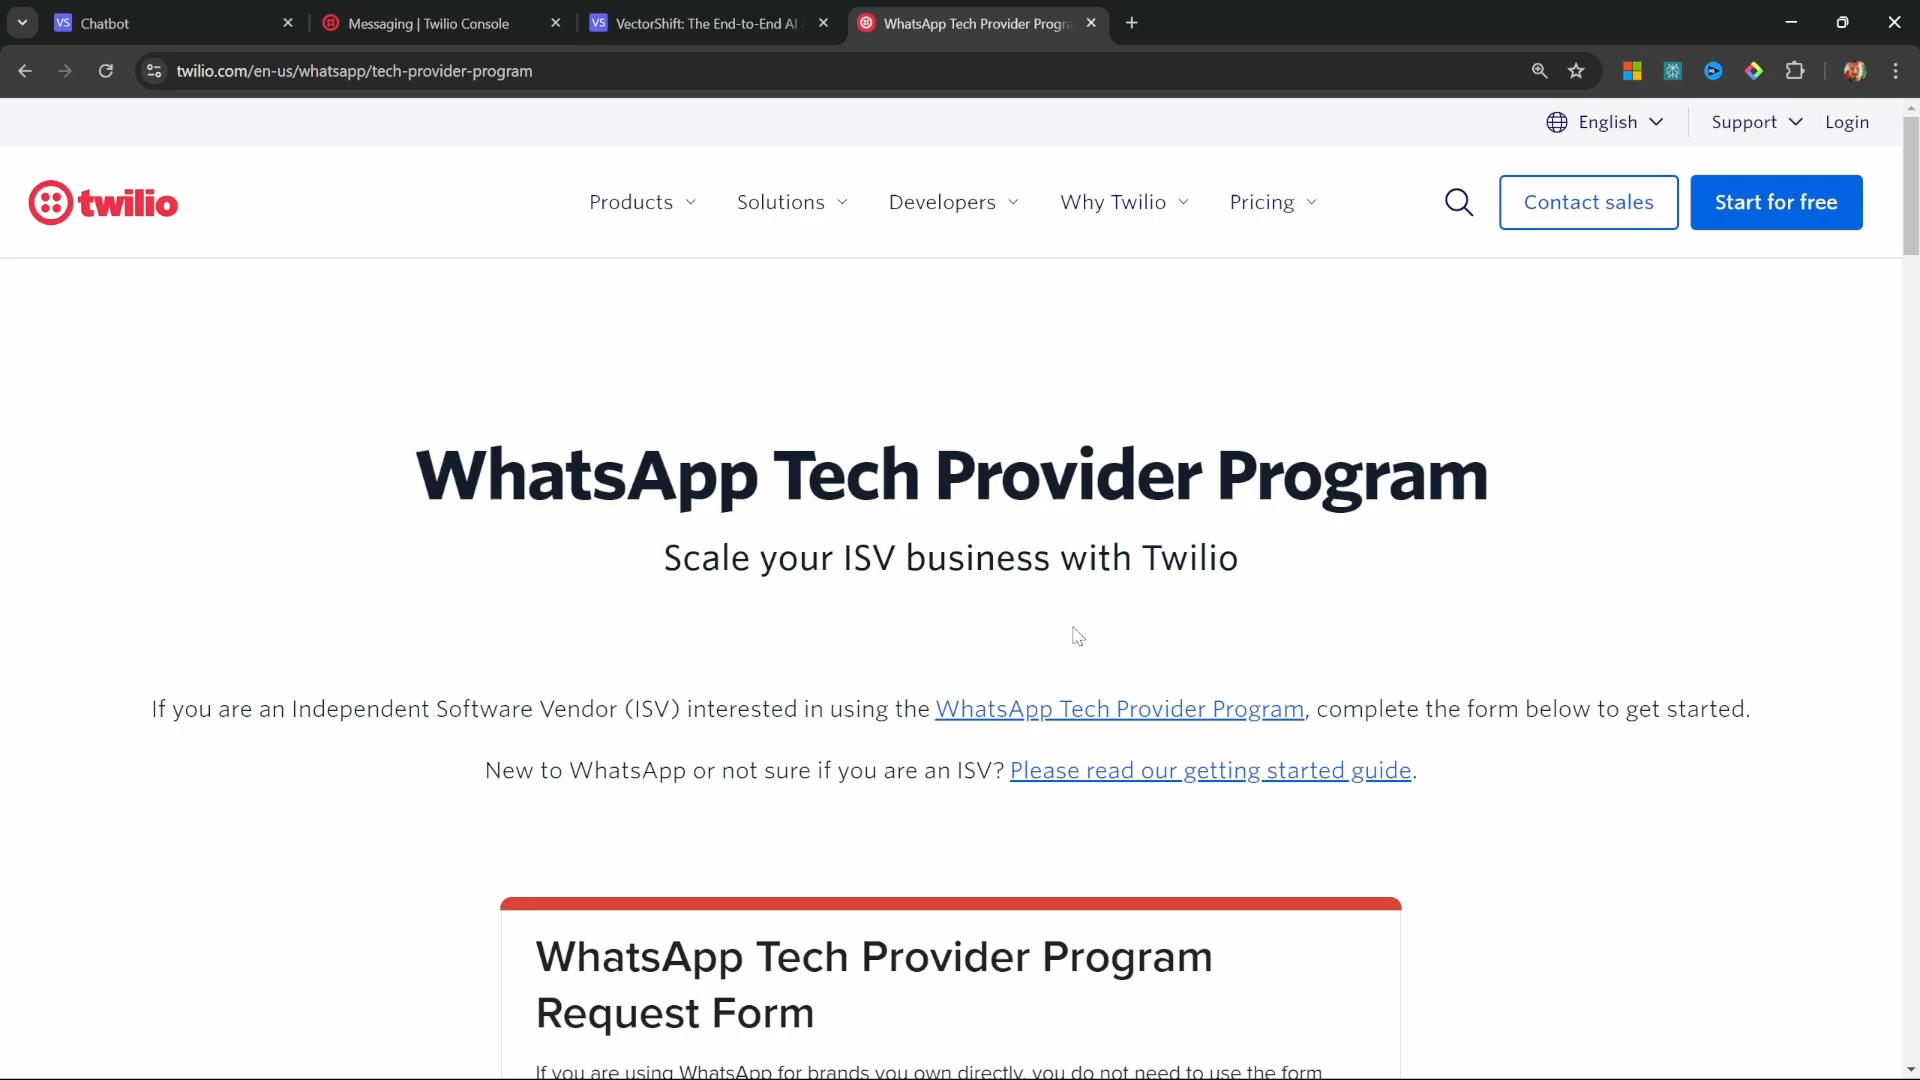 VS Chatbot
Messaging | Twilio Console
VS VectorShift: The End-to-End AI
WhatsApp Tech Provider Progr
twilio.com/en-us/whatsapp/tech-provider-program
English
Support
Login
twilio
Products
Solutions
Developers
Why Twilio
Pricing
Contact sales
Start for free
WhatsApp Tech Provider Program
Scale your ISV business with Twilio
If you are an Independent Software Vendor (ISV) interested in using the WhatsApp Tech Provider Program, complete the form below to get started.
New to WhatsApp or not sure if you are an ISV? Please read our getting started guide.
WhatsApp Tech Provider Program
Request Form
If you are using WhatsApp for brands you own directly, you do not need to use the form